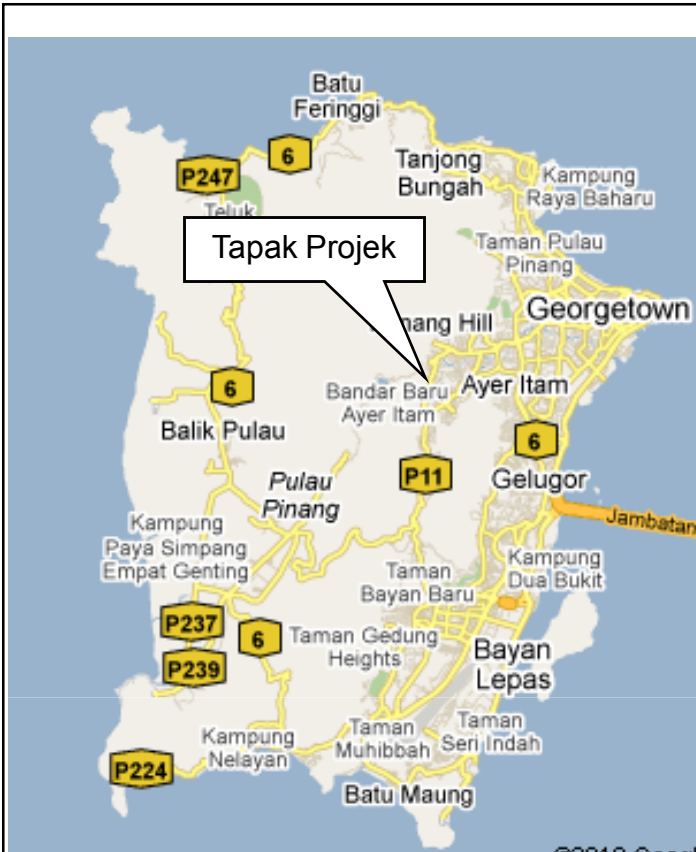 Batu
Feringgi
6
P247
Tanjong
Bungah
Kampung
Raya Baharu
Teluk
Tapak Projek
Taman Pulau
Pinang
Georgetown
Hill
6
Bandar Baru
Ayer Itam
Ayer Itam
Balik Pulau
6
P11
Gelugor
Pulau
Pinang
Jambatan
Kampung
Paya Simpang
Empat Genting
Taman
Bayan Baru
Kampung
Dua Bukit
P237
6
Taman Gedung
Heights
P239
Bayan
Lepas
Kampung
Nelayan
Taman
Muhibbah
Taman
Seri Indah
P224
Batu Maung